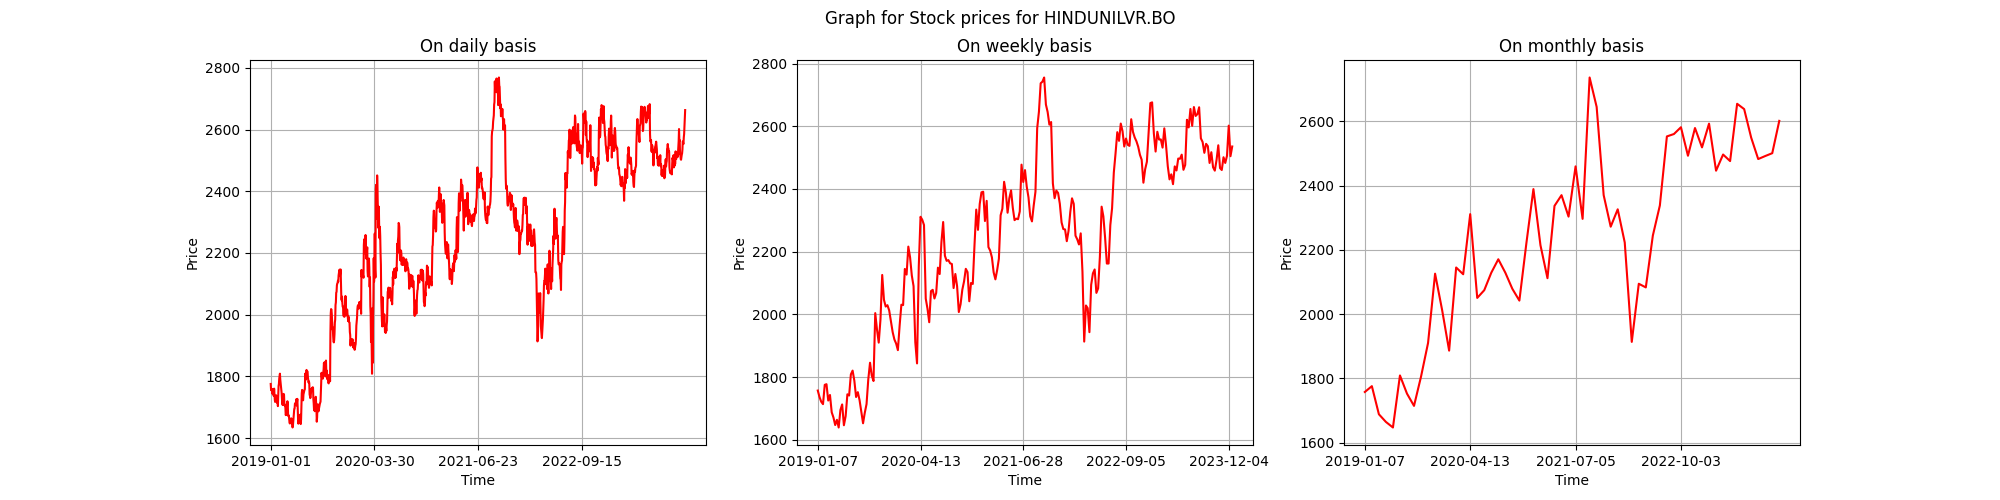 Graph for Stock prices for HINDUNILVR.BO
On daily basis
2800
2600
2400
2200
2000
1800
1600
Price
2019-01-01 2020-03-30 2021-06-23 2022-09-15
Time
On weekly basis
2800
2600
2400
2200
2000
1800
1600
Price
2019-01-07 2020-04-13 2021-06-28 2022-09-05 2023-12-04
Time
On monthly basis
2600
2400
2200
2000
1800
1600
Price
2019-01-07 2020-04-13 2021-07-05 2022-10-03
Time